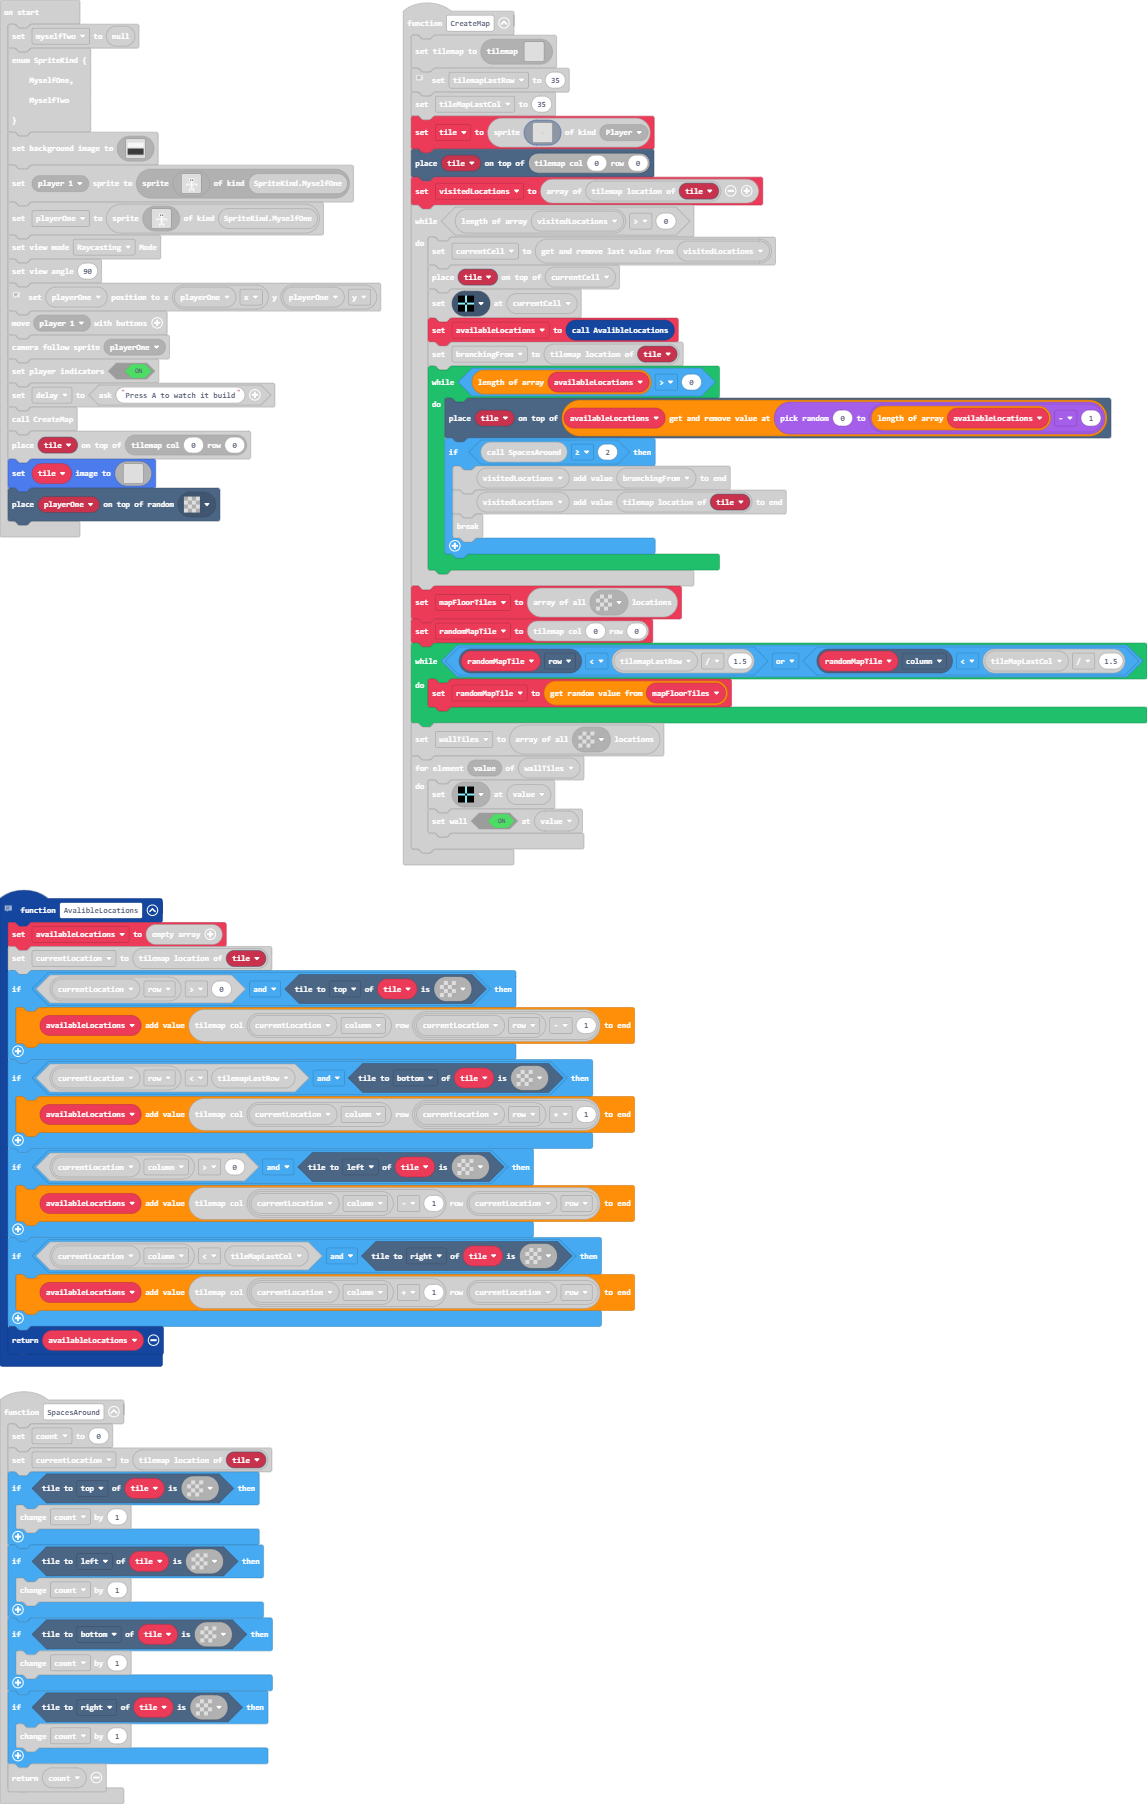 on start
set myselfTwo to null
enum SpriteKind {
MyselfOne,
MyselfTwo
}
set background image to
set player 1 sprite to sprite of kind SpriteKind.MyselfOne
set playerOne to sprite of kind SpriteKind.MyselfOne
set view mode Raycasting Mode
set view angle 90
set playerOne position to x playerOne x y playerOne y
move player 1 with buttons
camera follow sprite playerOne
set player indicators ON
set delay to ask "Press A to watch it build"
call CreateMap
place tile on top of tilemap col 0 row 0
set tile image to
place playerOne on top of random
function CreateMap
set tilemap to tilemap
set tilemapLastRow to 35
set tileMapLastCol to 35
set tile to sprite of kind Player
place tile on top of tilemap col 0 row 0
set visitedLocations to array of tilemap location of tile
while length of array visitedLocations > 0
do
set currentCell to get and remove last value from visitedLocations
place tile on top of currentCell
set at currentCell
set availableLocations to call AvalibleLocations
set branchingFrom to tilemap location of tile
while length of array availableLocations > 0
do
place tile on top of availableLocations get and remove value at pick random 0 to length of array availableLocations - 1
if call SpacesAround ≥ 2 then
visitedLocations add value branchingFrom to end
visitedLocations add value tilemap location of tile to end
break
set mapFloorTiles to array of all locations
set randomMapTile to tilemap col 0 row 0
while randomMapTile row < tilemapLastRow / 1.5 or randomMapTile column < tileMapLastCol / 1.5
do
set randomMapTile to get random value from mapFloorTiles
set wallTiles to array of all locations
for element value of wallTiles
do
set at value
set wall ON at value
function AvalibleLocations
set availableLocations to empty array
set currentLocation to tilemap location of tile
if currentLocation row > 0 and tile to top of tile is then
availableLocations add value tilemap col currentLocation column row currentLocation row - 1 to end
if currentLocation row < tilemapLastRow and tile to bottom of tile is then
availableLocations add value tilemap col currentLocation column row currentLocation row + 1 to end
if currentLocation column > 0 and tile to left of tile is then
availableLocations add value tilemap col currentLocation column - 1 row currentLocation row to end
if currentLocation column < tileMapLastCol and tile to right of tile is then
availableLocations add value tilemap col currentLocation column + 1 row currentLocation row to end
return availableLocations
function SpacesAround
set count to 0
set currentLocation to tilemap location of tile
if tile to top of tile is then
change count by 1
if tile to left of tile is then
change count by 1
if tile to bottom of tile is then
change count by 1
if tile to right of tile is then
change count by 1
return count